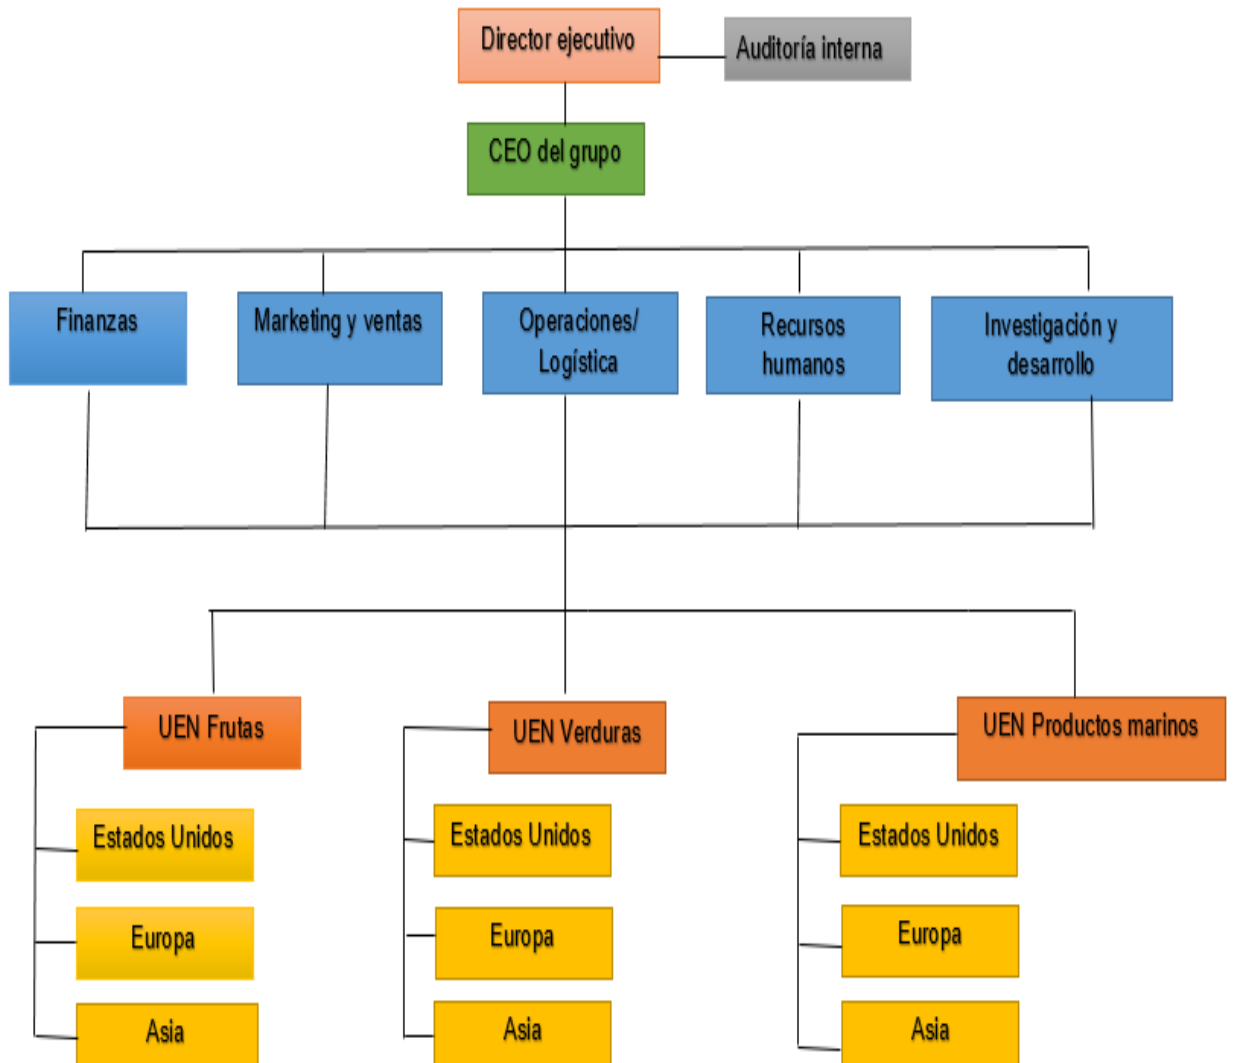 Director ejecutivo
Auditoría interna
CEO del grupo
Finanzas
Marketing y ventas
Operaciones/
Logística
Recursos
humanos
Investigación y
desarrollo
UEN Frutas
UEN Verduras
UEN Productos marinos
Estados Unidos
Estados Unidos
Estados Unidos
Europa
Europa
Europa
Asia
Asia
Asia